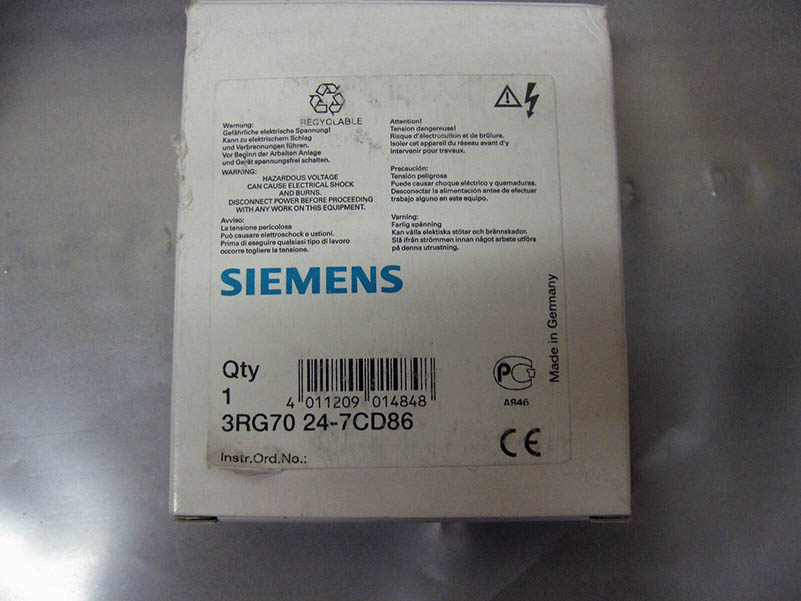 RECYCLABLE
Warnung:
Gefährliche elektrische Spannung!
Kann zu elektrischem Schlag
und Verbrennungen führen.
Vor Beginn der Arbeiten Anlage
und Gerät spannungsfrei schalten.
WARNING:
HAZARDOUS VOLTAGE
CAN CAUSE ELECTRICAL SHOCK
AND BURNS.
DISCONNECT POWER BEFORE PROCEEDING
WITH ANY WORK ON THIS EQUIPMENT.
Avviso:
La tensione pericolosa
Può causare elettroschock e ustioni.
Prima di eseguire qualsiasi tipo di lavoro
occorre togliere la tensione.
Attention!
Tension dangereuse!
Risque d'électrocution et de brûlure.
Isoler cet appareil du réseau avant d'y
intervenir pour travaux.
Precaución:
Tensión peligrosa
Puede causar choque eléctrico y quemaduras.
Desconectar la alimentación antes de efectuar
trabajo alguno en este equipo.
Varning:
Farlig spänning
Kan vålla elektiska stötar och brännskador.
Slå ifrån strömmen innan något arbete utförs
på denna utrustning.
SIEMENS
Made in Germany
Qty
1
4 011209 014848
3RG70 24-7CD86
Instr.Ord.No.:
РС
АЯ46
CE